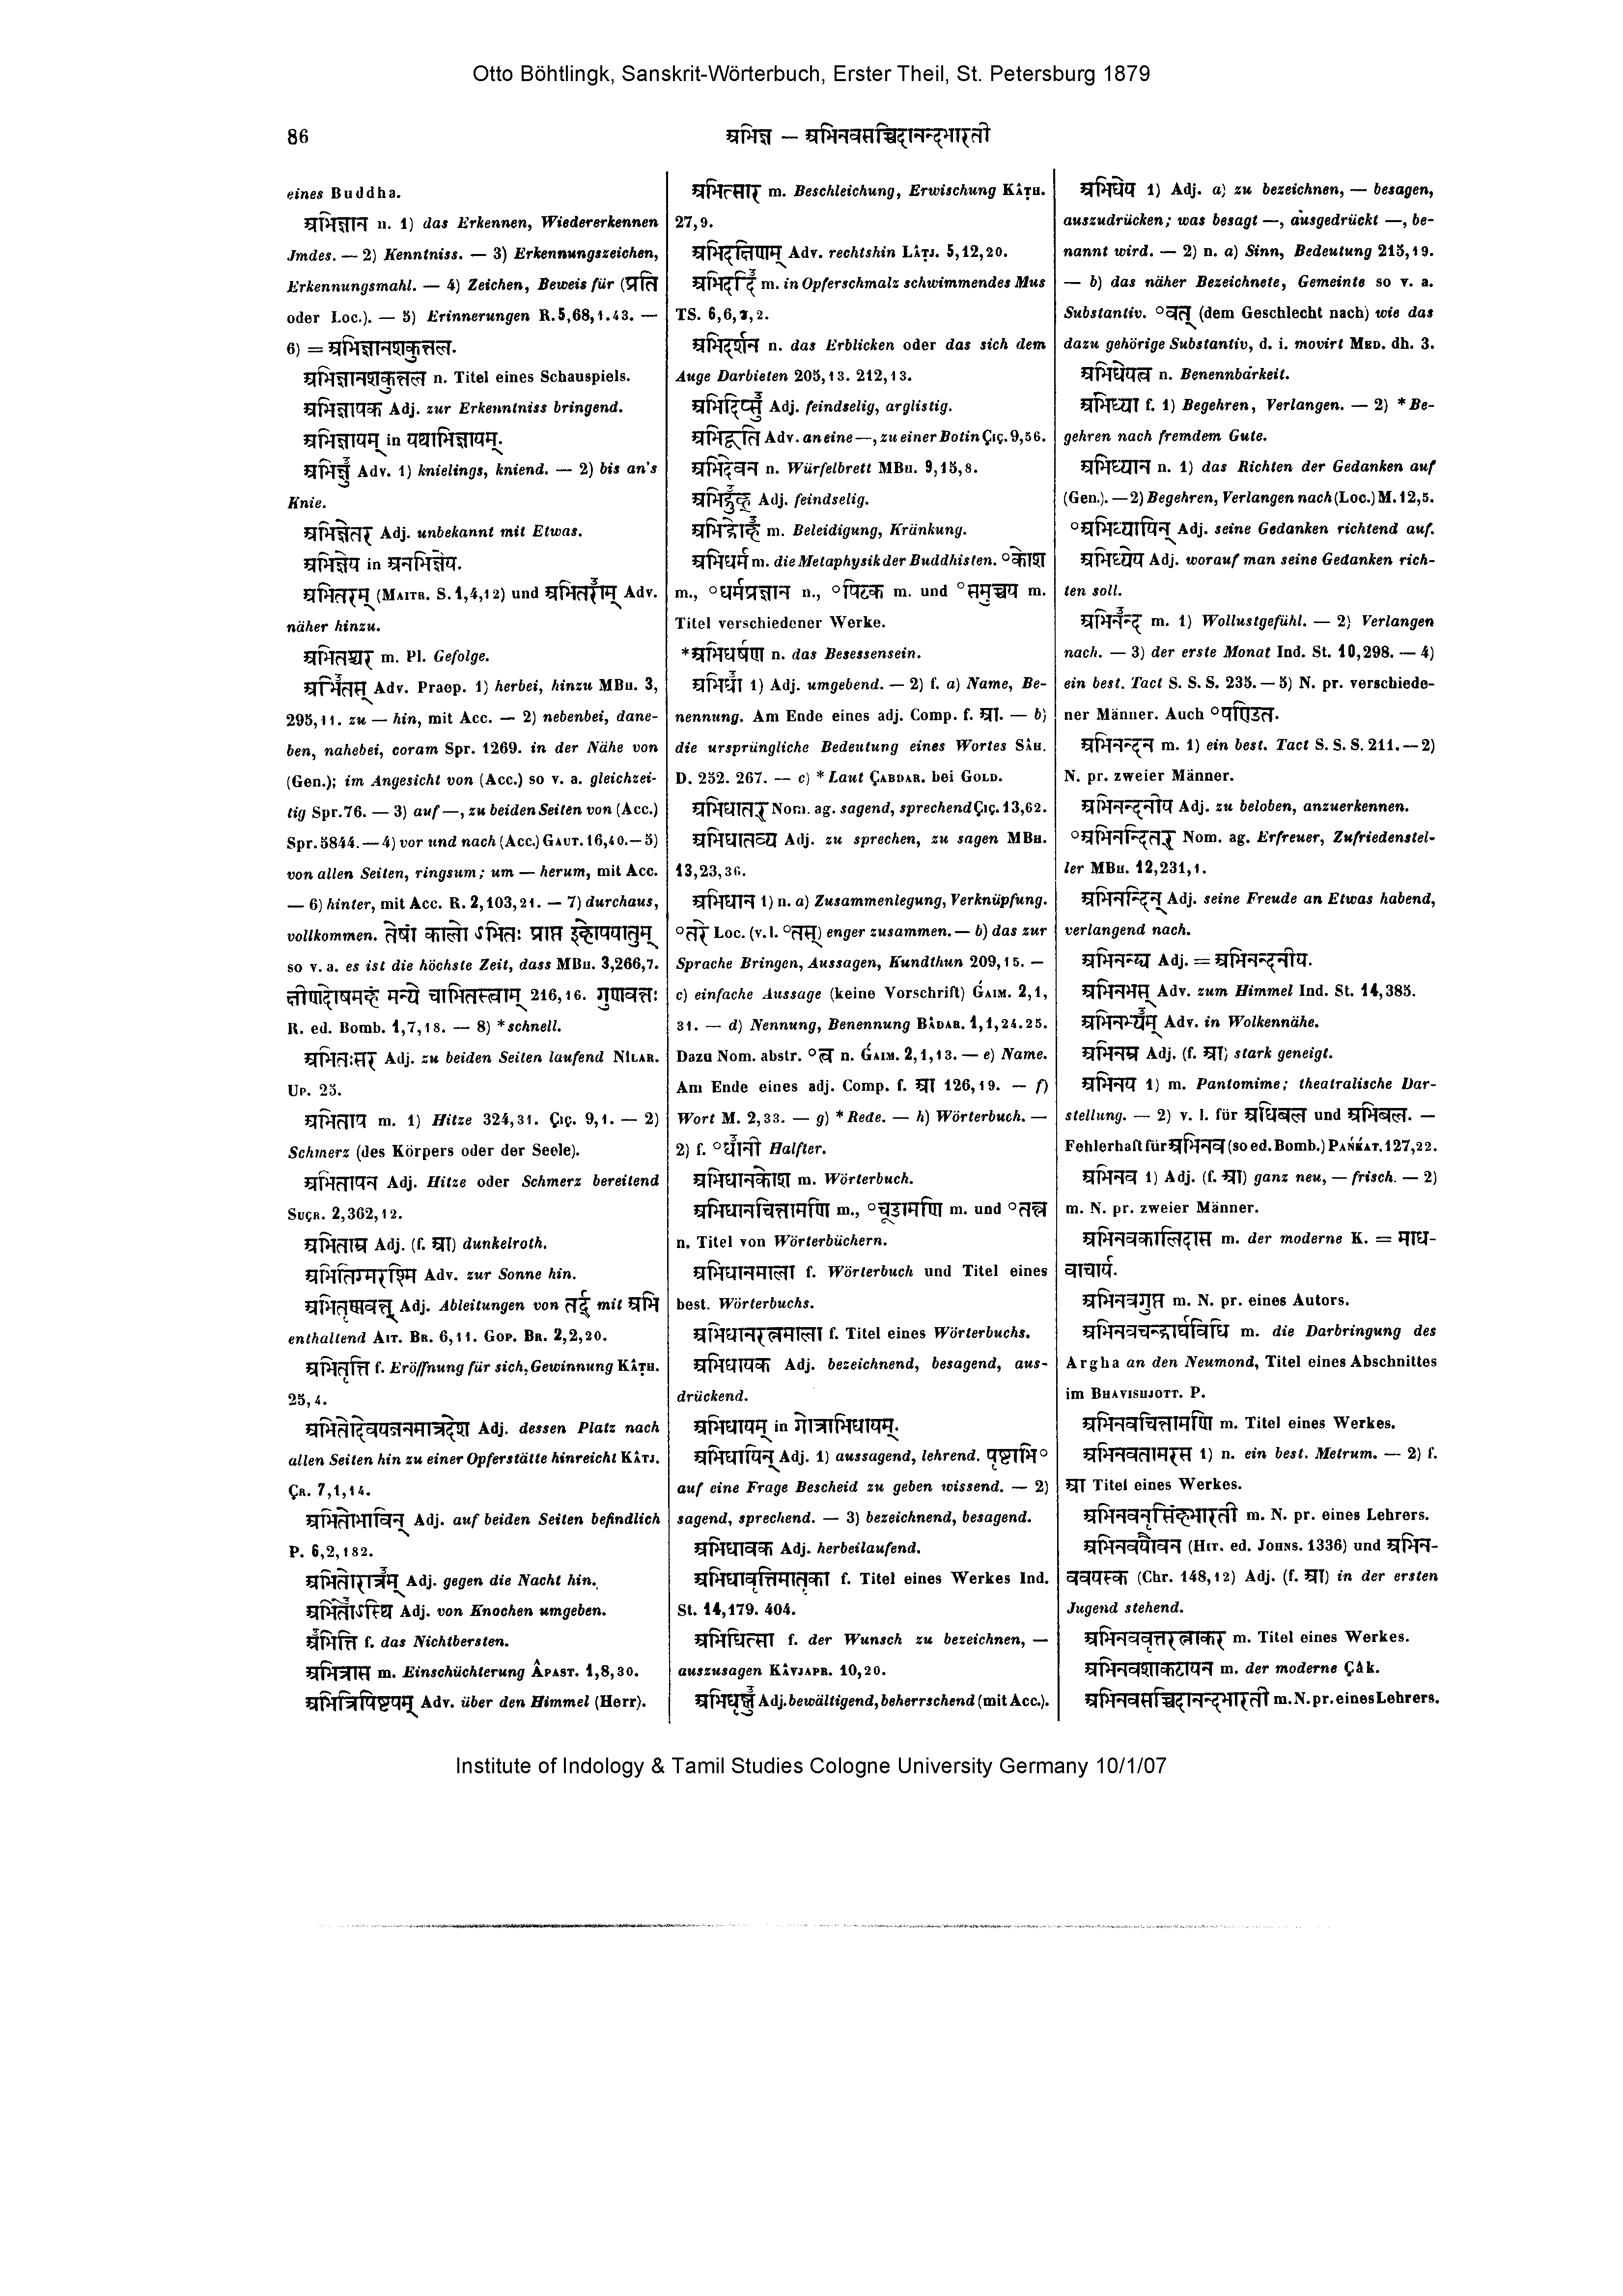 Otto Böhtlingk, Sanskrit-Wörterbuch, Erster Theil, St. Petersburg 1879
86
अभिज्ञ — अभिनवसच्चिदानन्दभारती
eines Buddha.
अभिज्ञान n. 1) das Erkennen, Wiedererkennen
Jmdes. — 2) Kenntniss. — 3) Erkennungszeichen,
Erkennungsmahl. — 4) Zeichen, Beweis für (प्रति
oder Loc.). — 5) Erinnerungen R. 5,68,1.43. —
6) = अभिज्ञानशकुन्तल.
अभिज्ञानशकुन्तल n. Titel eines Schauspiels.
अभिज्ञापक Adj. zur Erkenntniss bringend.
अभिज्ञायम् in यथाभिज्ञायम्.
अभिज्ञु Adv. 1) knielings, kniend. — 2) bis an's
Knie.
अभिज्ञेतर Adj. unbekannt mit Etwas.
अभिज्ञेय in अनभिज्ञेय.
अभितरम् (MAITR. S. 1,4,12) und अभितराम् Adv.
näher hinzu.
अभितश्चर m. Pl. Gefolge.
अभितस् Adv. Praep. 1) herbei, hinzu MBH. 3,
295,11. zu — hin, mit Acc. — 2) nebenbei, dane-
ben, nahebei, coram Spr. 1269. in der Nähe von
(Gen.); im Angesicht von (Acc.) so v. a. gleichzei-
tig Spr. 76. — 3) auf —, zu beiden Seiten von (Acc.)
Spr. 5844. — 4) vor und nach (Acc.) GAUT. 16,40. — 5)
von allen Seiten, ringsum; um — herum, mit Acc.
— 6) hinter, mit Acc. R. 2,103,21. — 7) durchaus,
vollkommen. तेषां कालो ऽभितः प्राप्त इहोपयातुम्
so v. a. es ist die höchste Zeit, dass MBH. 3,266,7.
क्षीणदोषमहं मन्ये चाभितस्त्वाम् 216,16. गुणवत्तः
R. ed. Bomb. 1,7,18. — 8) *schnell.
अभितःसर Adj. zu beiden Seiten laufend NĪLAR.
UP. 23.
अभिताप m. 1) Hitze 324,31. ÇIÇ. 9,1. — 2)
Schmerz (des Körpers oder der Seele).
अभितापन Adj. Hitze oder Schmerz bereitend
SUÇR. 2,362,12.
अभिताम्र Adj. (f. आ) dunkelroth.
अभितिग्मरश्मि Adv. zur Sonne hin.
अभितृष्णवत्त् Adj. Ableitungen von तर्द् mit अभि
enthaltend AIT. BR. 6,11. GOP. BR. 2,2,20.
अभितृत्ति f. Eröffnung für sich, Gewinnung KĀṬH.
25,4.
अभितोदेवयजनमात्रदेश Adj. dessen Platz nach
allen Seiten hin zu einer Opferstätte hinreicht KÂTJ.
ÇR. 7,1,14.
अभितोभाविन् Adj. auf beiden Seiten befindlich
P. 6,2,182.
अभितोरात्रम् Adj. gegen die Nacht hin.
अभितोऽस्थि Adj. von Knochen umgeben.
अभित्ति f. das Nichtbersten.
अभित्रास m. Einschüchterung ÂPAST. 1,8,30.
अभित्रिपिष्टपम् Adv. über den Himmel (Herr).
अभित्सार m. Beschleichung, Erwischung KÂṬH.
27,9.
अभिदक्षिणम् Adv. rechtshin LÂṬJ. 5,12,20.
अभिददि m. in Opferschmalz schwimmendes Mus
TS. 6,6,7,2.
अभिदर्शन n. das Erblicken oder das sich dem
Auge Darbieten 205,13. 212,13.
अभिदिप्सु Adj. feindselig, arglistig.
अभिदूति Adv. an eine —, zu einer Botin ÇIÇ. 9,56.
अभिदेवन n. Würfelbrett MBH. 9,15,8.
अभिद्रुह् Adj. feindselig.
अभिद्रोह m. Beleidigung, Kränkung.
अभिधर्म m. die Metaphysik der Buddhisten. °कोश
m., °धर्मप्रज्ञान n., °पिटक m. und °समुच्चय m.
Titel verschiedener Werke.
*अभिधर्षण n. das Besessensein.
अभिधा 1) Adj. umgebend. — 2) f. a) Name, Be-
nennung. Am Ende eines adj. Comp. f. आ. — b)
die ursprüngliche Bedeutung eines Wortes SÂH.
D. 252. 267. — c) *Laut ÇABDAR. bei GOLD.
अभिधातर् Nom. ag. sagend, sprechend ÇIÇ. 13,62.
अभिधातव्य Adj. zu sprechen, zu sagen MBH.
13,23,36.
अभिधान 1) n. a) Zusammenlegung, Verknüpfung.
°तरे Loc. (v. l. °तस्) enger zusammen. — b) das zur
Sprache Bringen, Aussagen, Kundthun 209,15. —
c) einfache Aussage (keine Vorschrift) ǴAIM. 2,1,
31. — d) Nennung, Benennung BÂDAR. 1,1,24.25.
Dazu Nom. abstr. °त्व n. ǴAIM. 2,1,13. — e) Name.
Am Ende eines adj. Comp. f. आ 126,19. — f)
Wort M. 2,33. — g) *Rede. — h) Wörterbuch. —
2) f. °धानी Halfter.
अभिधानकोश m. Wörterbuch.
अभिधानचिन्तामणि m., °चूडामणि m. und °तन्त्र
n. Titel von Wörterbüchern.
अभिधानमाला f. Wörterbuch und Titel eines
best. Wörterbuchs.
अभिधानरत्नमाला f. Titel eines Wörterbuchs.
अभिधायक Adj. bezeichnend, besagend, aus-
drückend.
अभिधायम् in गोत्राभिधायम्.
अभिधायिन् Adj. 1) aussagend, lehrend. पृष्टाभि°
auf eine Frage Bescheid zu geben wissend. — 2)
sagend, sprechend. — 3) bezeichnend, besagend.
अभिधावक Adj. herbeilaufend.
अभिधावृत्तिमातृका f. Titel eines Werkes Ind.
St. 14,179. 404.
अभिधित्सा f. der Wunsch zu bezeichnen, —
auszusagen KÂVJAPR. 10,20.
अभिधृष्णु Adj. bewältigend, beherrschend (mit Acc.).
अभिधेय 1) Adj. a) zu bezeichnen, — besagen,
auszudrücken; was besagt —, ausgedrückt —, be-
nannt wird. — 2) n. a) Sinn, Bedeutung 215,19.
— b) das näher Bezeichnete, Gemeinte so v. a.
Substantiv. °वत् (dem Geschlecht nach) wie das
dazu gehörige Substantiv, d. i. movirt MED. dh. 3.
अभिधेयत्व n. Benennbarkeit.
अभिध्या f. 1) Begehren, Verlangen. — 2) *Be-
gehren nach fremdem Gute.
अभिध्यान n. 1) das Richten der Gedanken auf
(Gen.). — 2) Begehren, Verlangen nach (Loc.) M. 12,5.
°अभिध्यायिन् Adj. seine Gedanken richtend auf.
अभिध्येय Adj. worauf man seine Gedanken rich-
ten soll.
अभिनन्द m. 1) Wollustgefühl. — 2) Verlangen
nach. — 3) der erste Monat Ind. St. 10,298. — 4)
ein best. Tact S. S. S. 235. — 5) N. pr. verschiede-
ner Männer. Auch °पण्डित.
अभिनन्दन m. 1) ein best. Tact S. S. S. 211. — 2)
N. pr. zweier Männer.
अभिनन्दनीय Adj. zu beloben, anzuerkennen.
°अभिनन्दितर् Nom. ag. Erfreuer, Zufriedenstel-
ler MBH. 12,231,1.
अभिनन्दिन् Adj. seine Freude an Etwas habend,
verlangend nach.
अभिनन्द्य Adj. = अभिनन्दनीय.
अभिनभस् Adv. zum Himmel Ind. St. 14,385.
अभिनभ्यम् Adv. in Wolkennähe.
अभिनम्र Adj. (f. आ) stark geneigt.
अभिनय 1) m. Pantomime; theatralische Dar-
stellung. — 2) v. l. für अधिबल und अभिबल. —
Fehlerhaft für अभिनव (so ed. Bomb.) PAŃḰAT. 127,22.
अभिनव 1) Adj. (f. आ) ganz neu, — frisch. — 2)
m. N. pr. zweier Männer.
अभिनवकालिदास m. der moderne K. = माध-
वाचार्य.
अभिनवगुप्त m. N. pr. eines Autors.
अभिनवचन्द्रार्घविधि m. die Darbringung des
Argha an den Neumond, Titel eines Abschnittes
im BHAVISHJOTT. P.
अभिनवचिन्तामणि m. Titel eines Werkes.
अभिनवतामरस 1) n. ein best. Metrum. — 2) f.
आ Titel eines Werkes.
अभिनवनृसिंहभारती m. N. pr. eines Lehrers.
अभिनवयौवन (HIT. ed. JOHNS. 1336) und अभिन-
ववयस्क (Chr. 148,12) Adj. (f. आ) in der ersten
Jugend stehend.
अभिनववृत्तरत्नाकर m. Titel eines Werkes.
अभिनवशाकटायन m. der moderne Çâk.
अभिनवसच्चिदानन्दभारती m. N. pr. eines Lehrers.
Institute of Indology & Tamil Studies Cologne University Germany 10/1/07